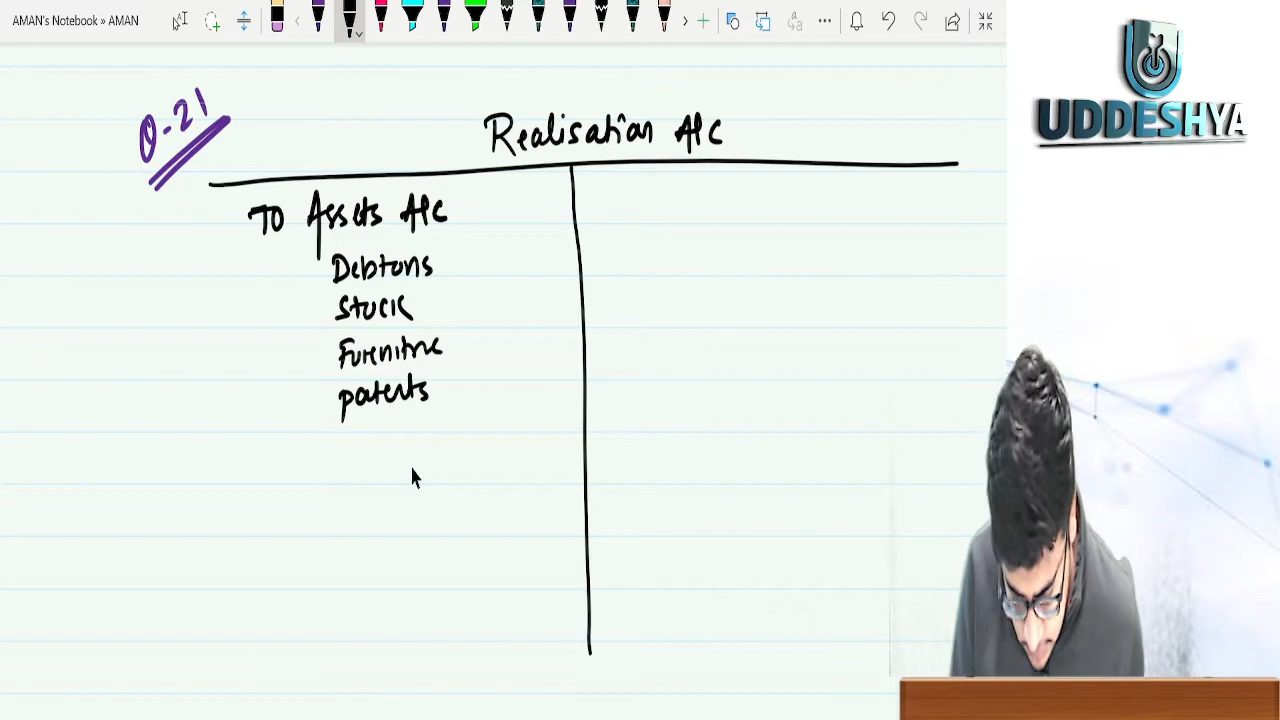 AMAN's Notebook » AMAN
UDDESHYA
Q-21
Realisation A/c
To Assets A/c
Debtors
Stock
Furniture
patents